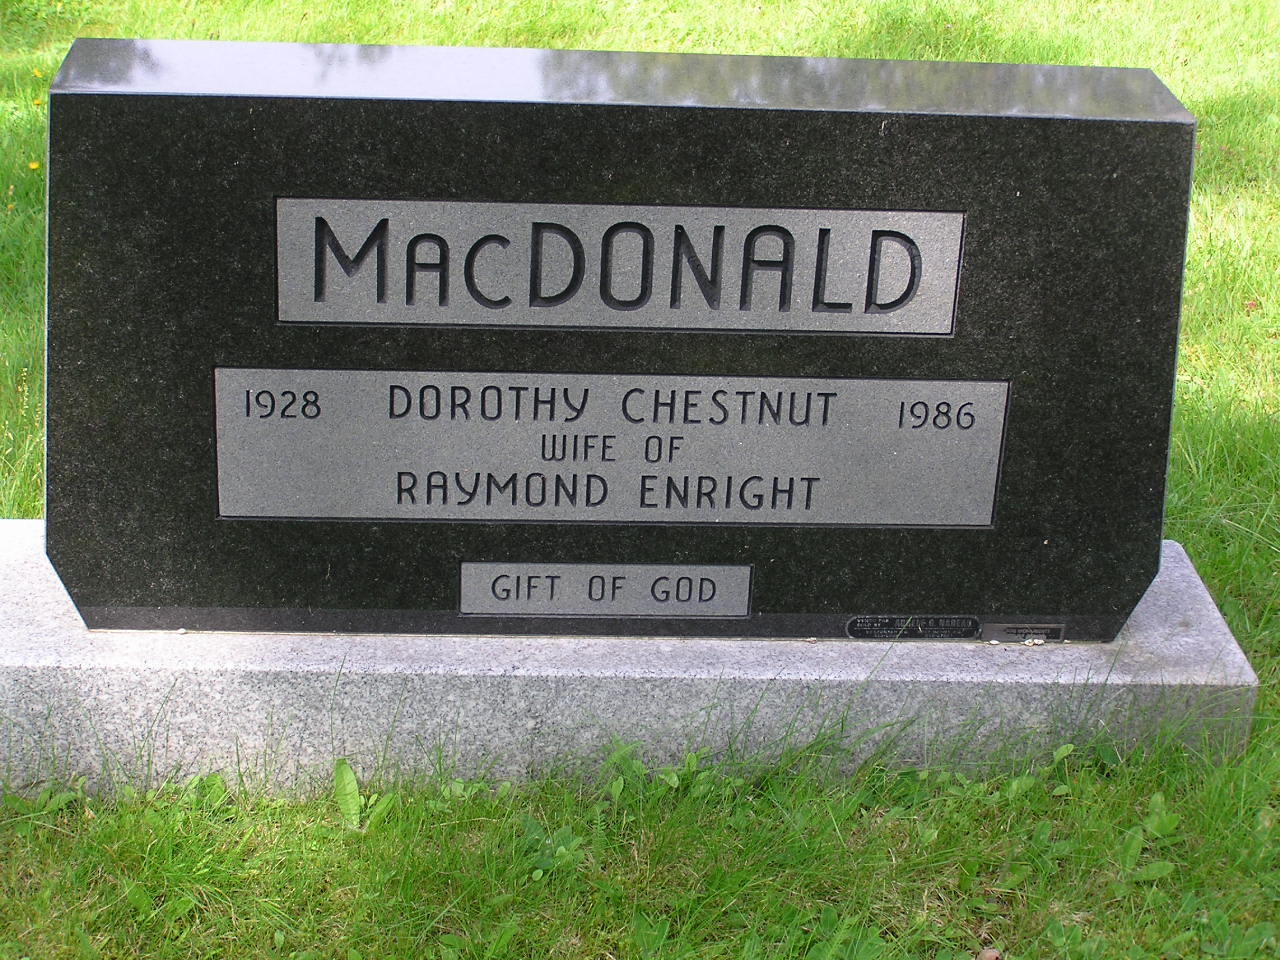 MacDONALD
1928 DOROTHY CHESTNUT 1986
WIFE OF
RAYMOND ENRIGHT
GIFT OF GOD